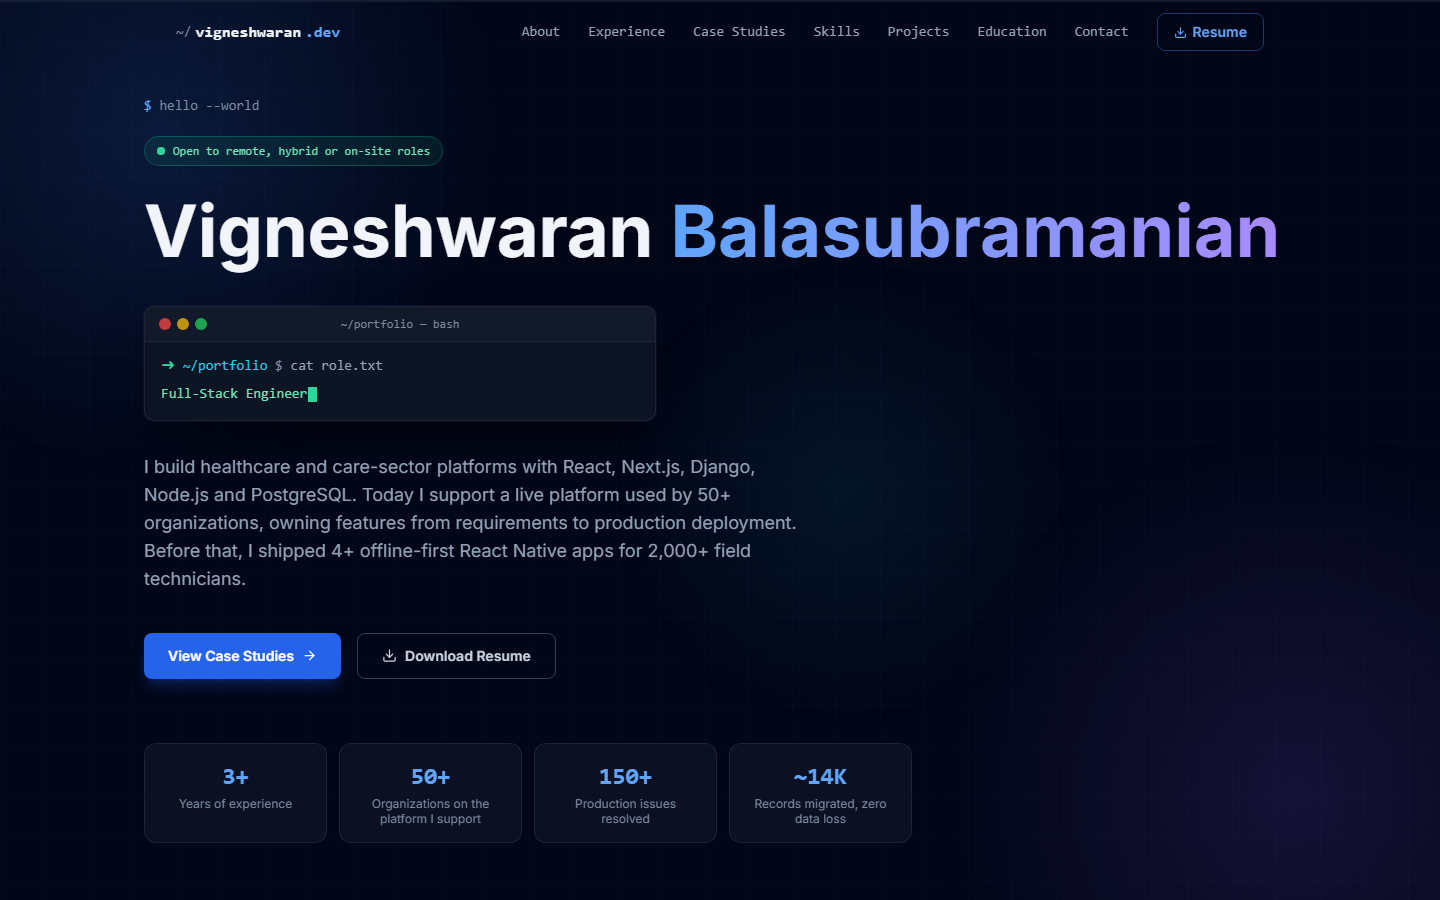 ~/ vigneshwaran .dev
About Experience Case Studies Skills Projects Education Contact Resume
$ hello --world
Open to remote, hybrid or on-site roles
Vigneshwaran Balasubramanian
~/portfolio — bash
→ ~/portfolio $ cat role.txt
Full-Stack Engineer
I build healthcare and care-sector platforms with React, Next.js, Django,
Node.js and PostgreSQL. Today I support a live platform used by 50+
organizations, owning features from requirements to production deployment.
Before that, I shipped 4+ offline-first React Native apps for 2,000+ field
technicians.
View Case Studies → Download Resume
3+
Years of experience
50+
Organizations on the
platform I support
150+
Production issues
resolved
~14K
Records migrated, zero
data loss